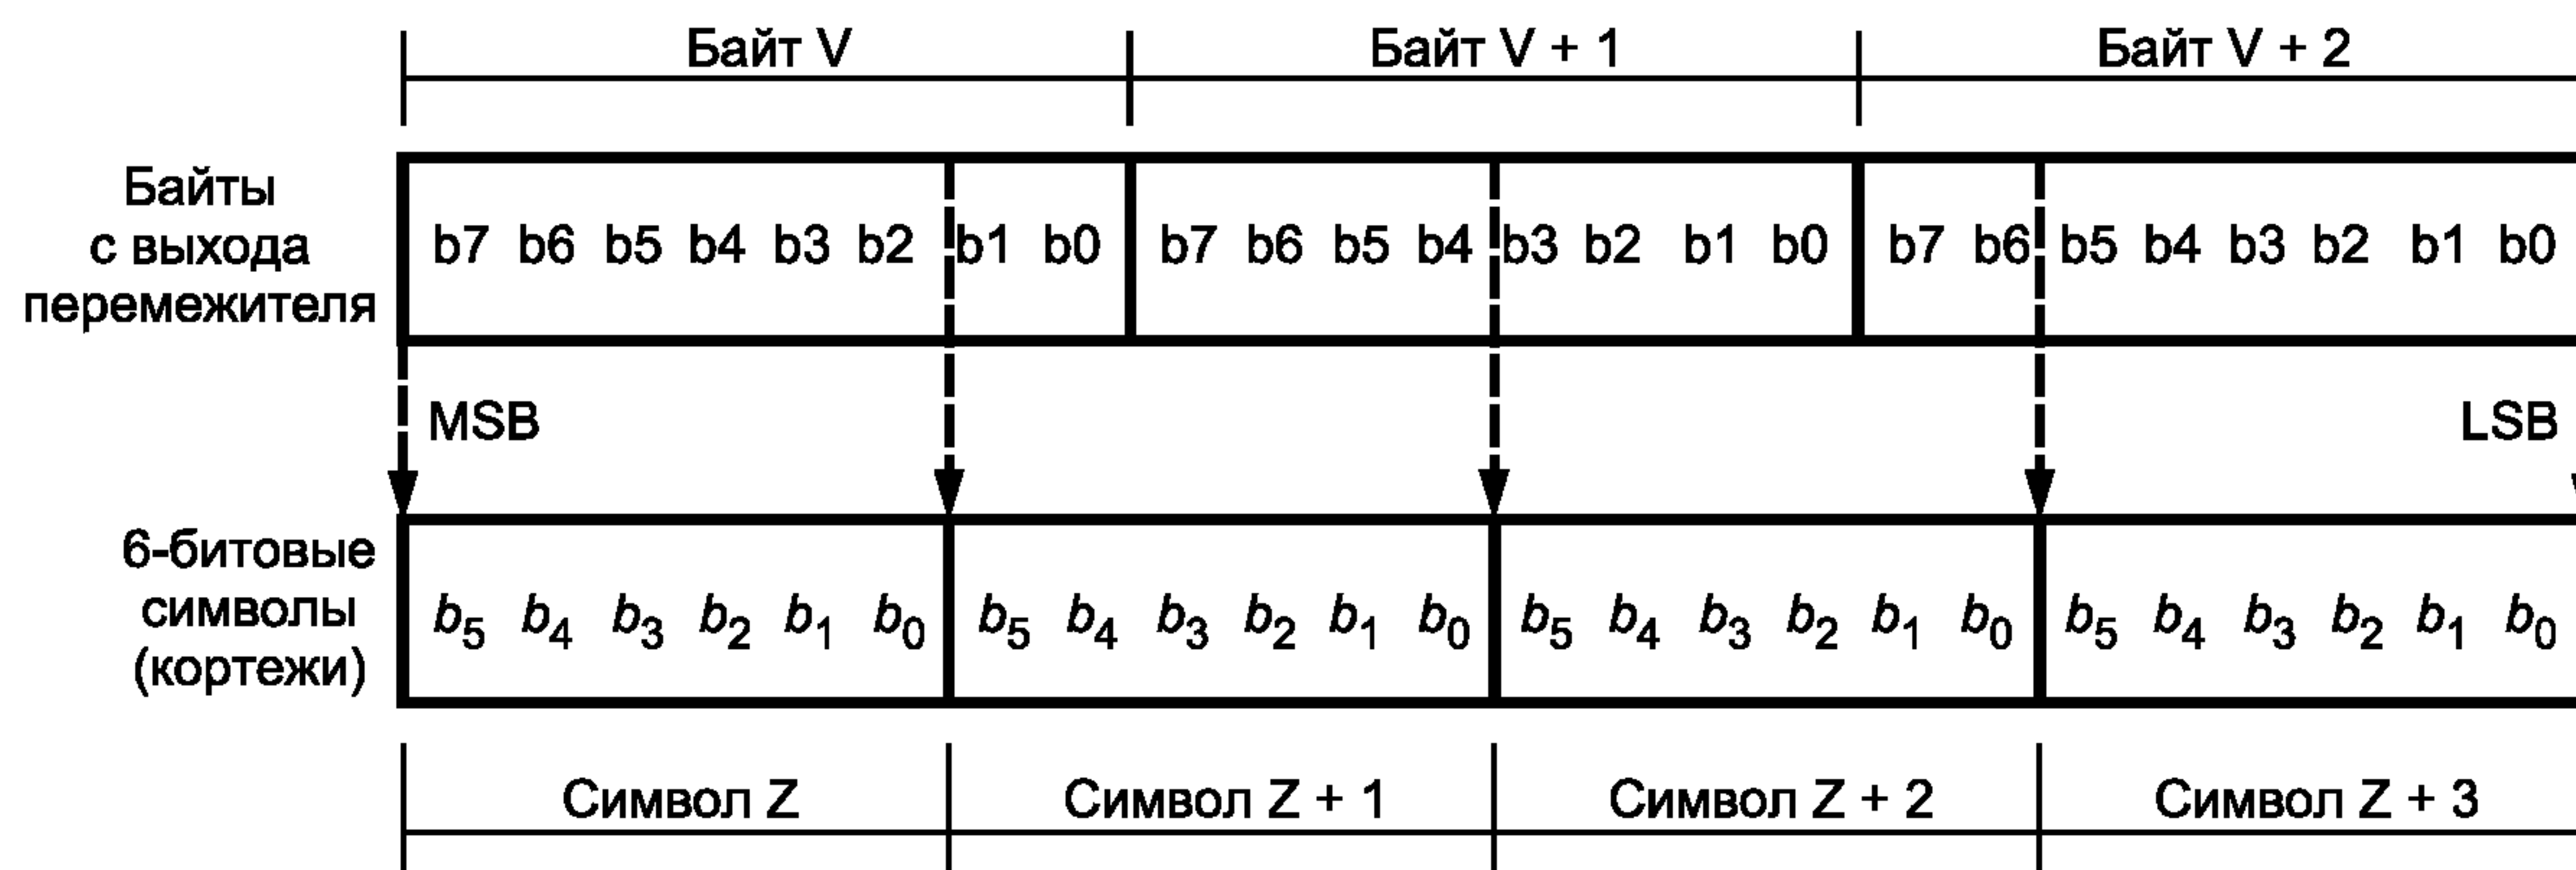 Байт V Байт V + 1 Байт V + 2
Байты
с выхода
перемежителя
b7 b6 b5 b4 b3 b2 b1 b0 b7 b6 b5 b4 b3 b2 b1 b0 b7 b6 b5 b4 b3 b2 b1 b0
MSB LSB
6-битовые
символы
(кортежи)
b5 b4 b3 b2 b1 b0 b5 b4 b3 b2 b1 b0 b5 b4 b3 b2 b1 b0 b5 b4 b3 b2 b1 b0
Символ Z Символ Z + 1 Символ Z + 2 Символ Z + 3